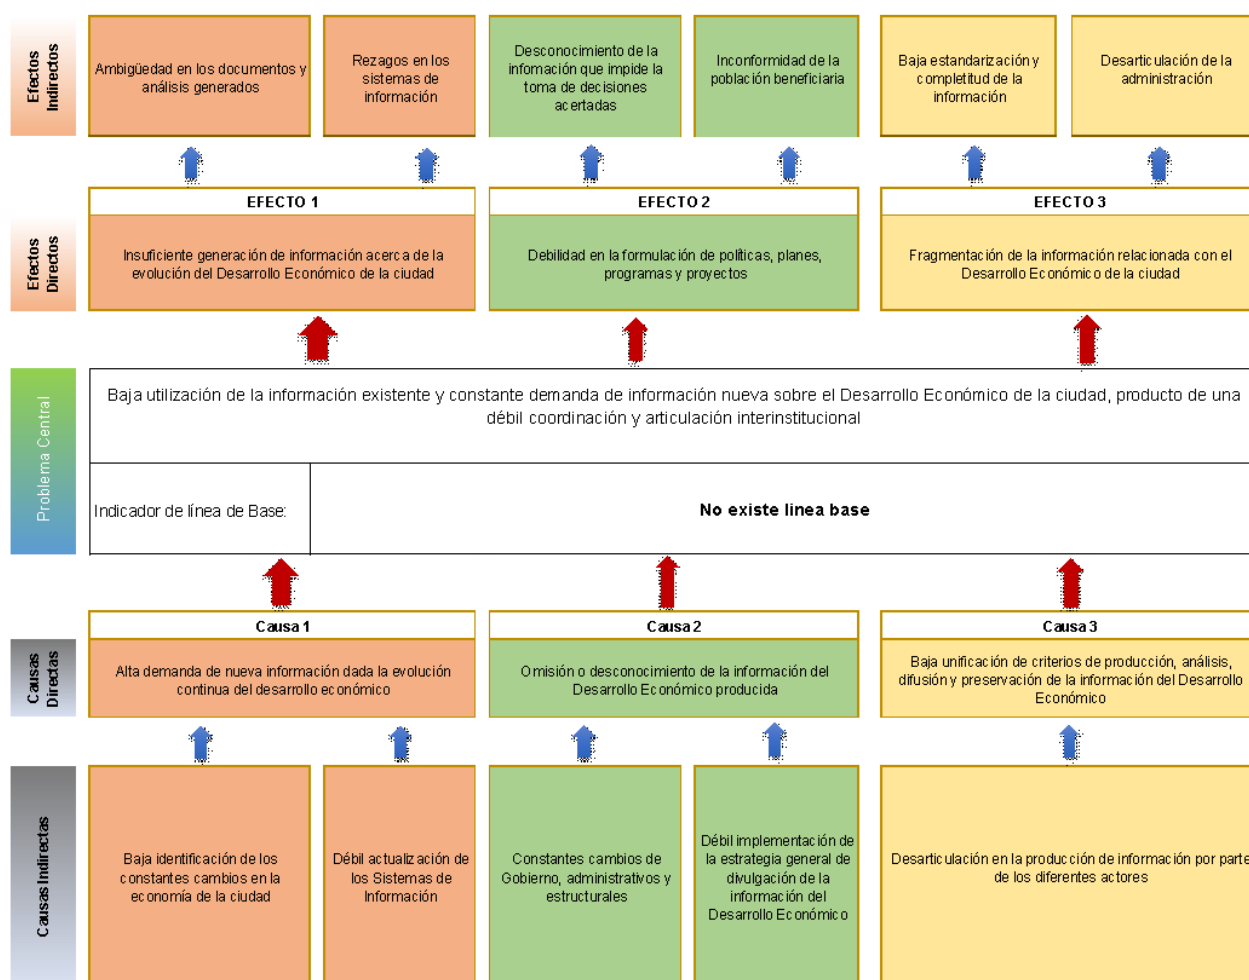 Efectos
Indirectos
Ambigüedad en los documentos y
análisis generados
Rezagos en los
sistemas de
información
Desconocimiento de la
infomación que impide la
toma de decisiones
acertadas
Inconformidad de la
población beneficiaria
Baja estandarización y
completitud de la
información
Desarticulación de la
administración
Efectos
Directos
EFECTO 1
Insuficiente generación de información acerca de la
evolución del Desarrollo Económico de la ciudad
EFECTO 2
Debilidad en la formulación de políticas, planes,
programas y proyectos
EFECTO 3
Fragmentación de la información relacionada con el
Desarrollo Económico de la ciudad
Problema Central
Baja utilización de la información existente y constante demanda de información nueva sobre el Desarrollo Económico de la ciudad, producto de una
débil coordinación y articulación interinstitucional
Indicador de línea de Base:
No existe linea base
Causas
Directas
Causa 1
Alta demanda de nueva información dada la evolución
continua del desarrollo económico
Causa 2
Omisión o desconocimiento de la información del
Desarrollo Económico producida
Causa 3
Baja unificación de criterios de producción, análisis,
difusión y preservación de la información del Desarrollo
Económico
Causas Indirectas
Baja identificación de los
constantes cambios en la
economía de la ciudad
Débil actualización de
los Sistemas de
Información
Constantes cambios de
Gobierno, administrativos y
estructurales
Débil implementación de
la estrategia general de
divulgación de la
información del
Desarrollo Económico
Desarticulación en la producción de información por parte
de los diferentes actores